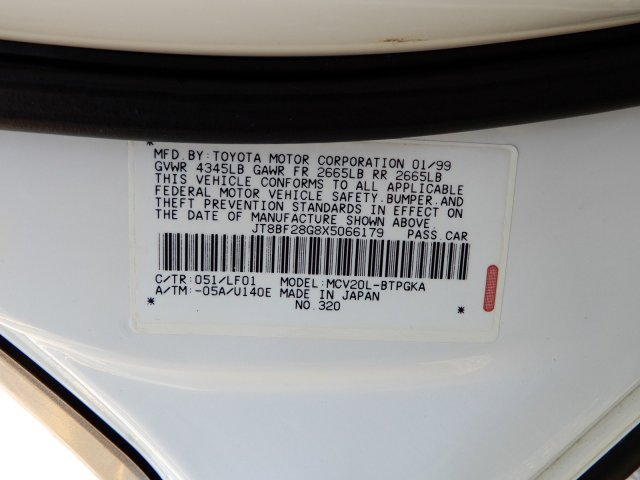 MFD.BY:TOYOTA MOTOR CORPORATION 01/99
GVWR 4345LB GAWR FR 2665LB RR 2665LB
THIS VEHICLE CONFORMS TO ALL APPLICABLE
FEDERAL MOTOR VEHICLE SAFETY,BUMPER,AND
THEFT PREVENTION STANDARDS IN EFFECT ON
THE DATE OF MANUFACTURE SHOWN ABOVE.
JT8BF28G8X5066179 PASS.CAR
C/TR:051/LF01 MODEL:MCV20L-BTPGKA
A/TM:-05A/U140E MADE IN JAPAN
NO.320